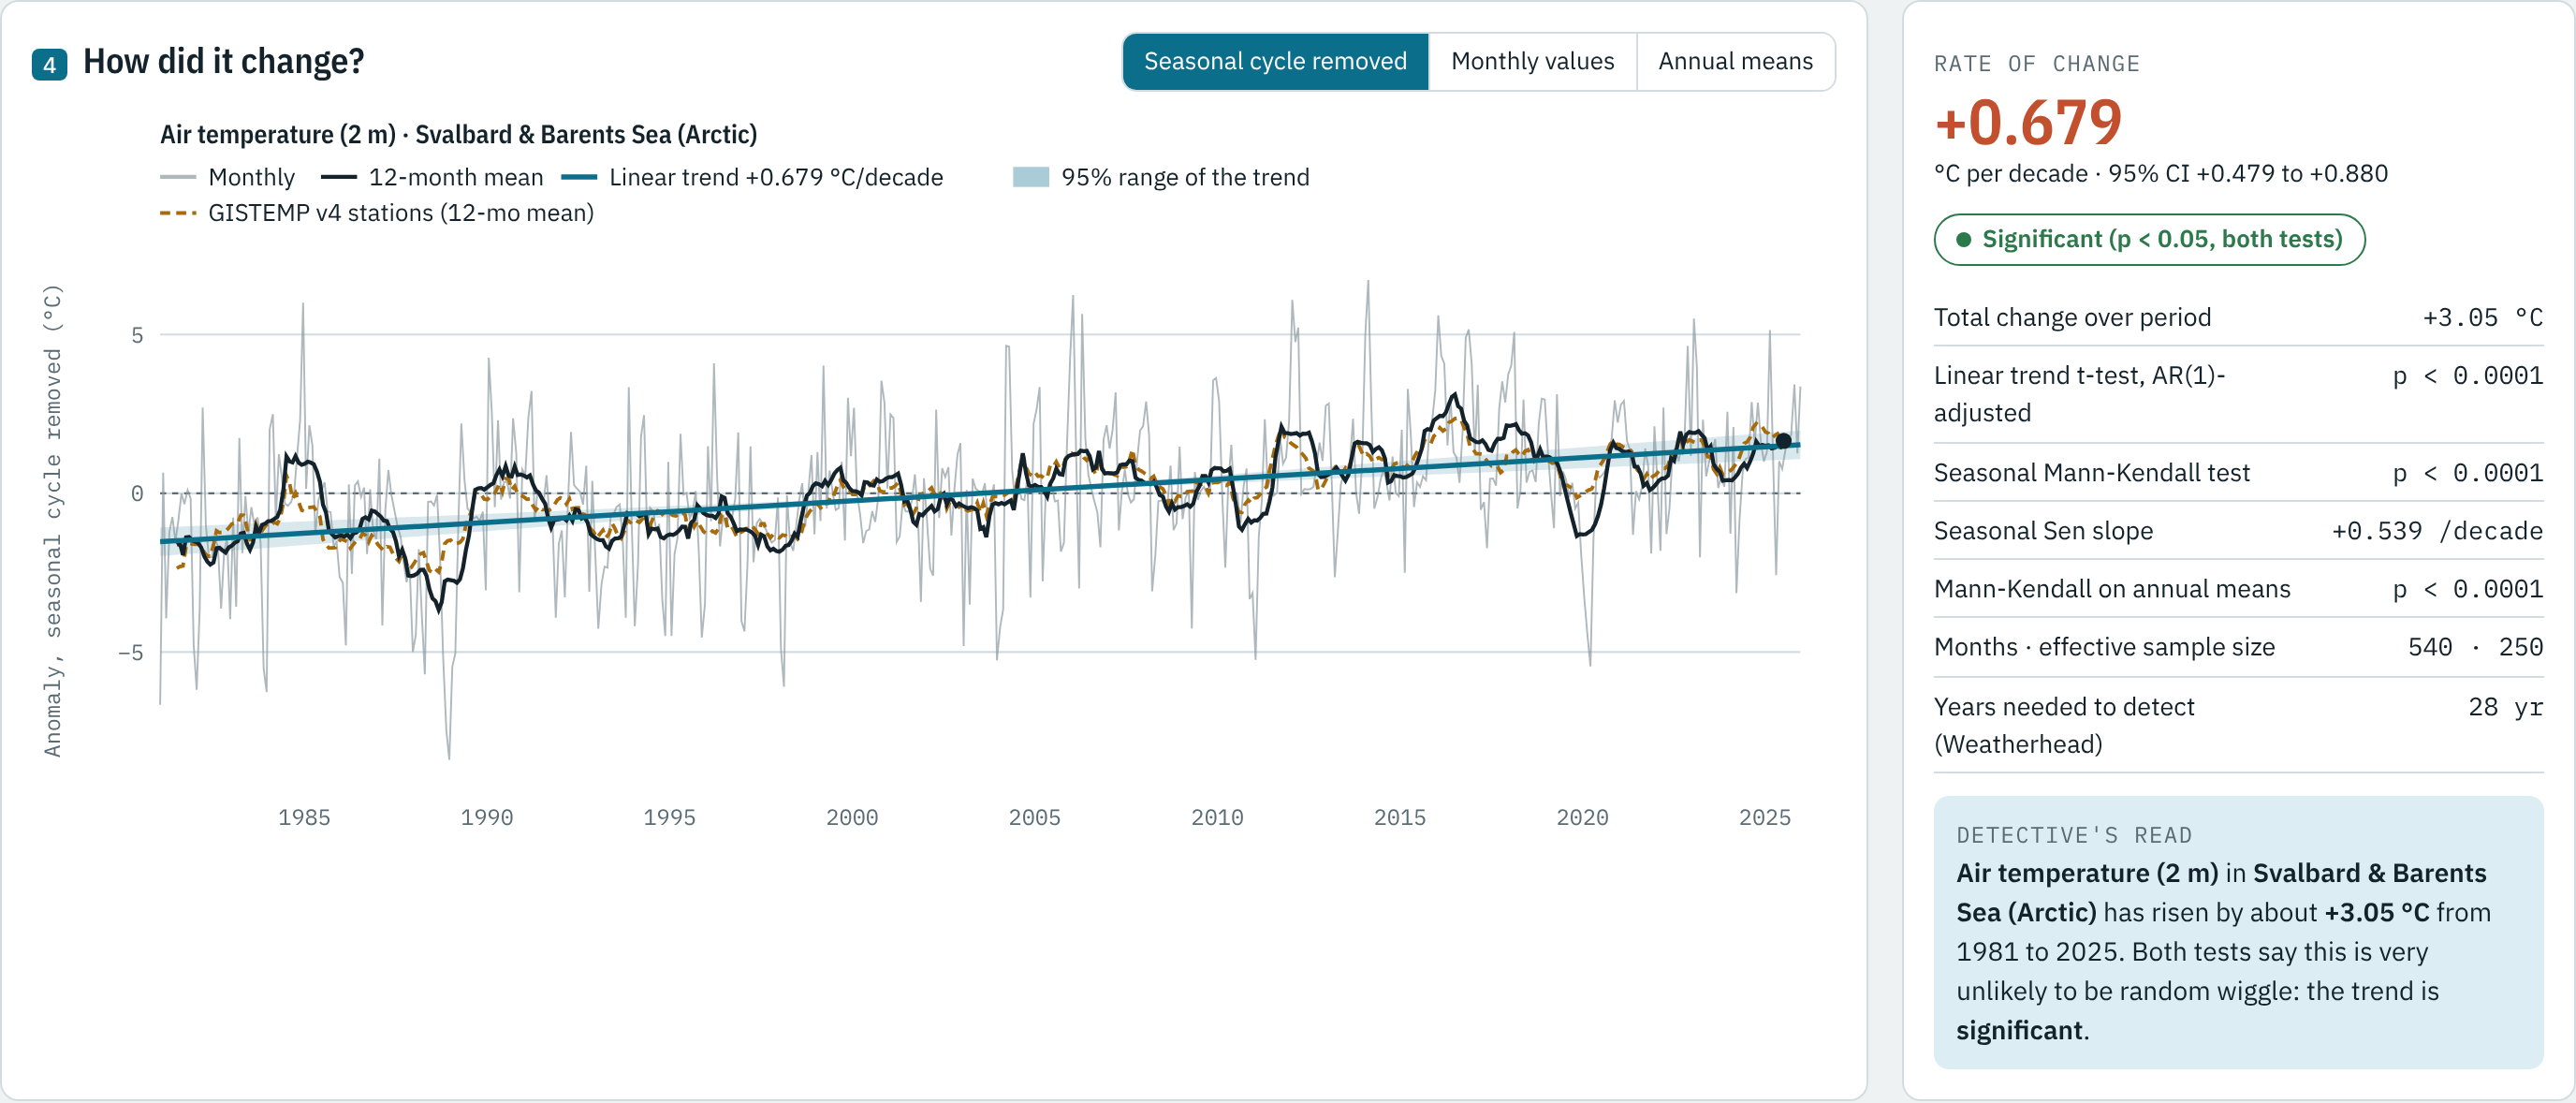 4 How did it change?
Seasonal cycle removed Monthly values Annual means
Air temperature (2 m) · Svalbard & Barents Sea (Arctic)
Monthly 12-month mean Linear trend +0.679 °C/decade 95% range of the trend
GISTEMP v4 stations (12-mo mean)
Anomaly, seasonal cycle removed (°C)
5
0
−5
1985 1990 1995 2000 2005 2010 2015 2020 2025
RATE OF CHANGE
+0.679
°C per decade · 95% CI +0.479 to +0.880
Significant (p < 0.05, both tests)
Total change over period +3.05 °C
Linear trend t-test, AR(1)- p < 0.0001
adjusted
Seasonal Mann-Kendall test p < 0.0001
Seasonal Sen slope +0.539 /decade
Mann-Kendall on annual means p < 0.0001
Months · effective sample size 540 · 250
Years needed to detect 28 yr
(Weatherhead)
DETECTIVE'S READ
Air temperature (2 m) in Svalbard & Barents
Sea (Arctic) has risen by about +3.05 °C from
1981 to 2025. Both tests say this is very
unlikely to be random wiggle: the trend is
significant.